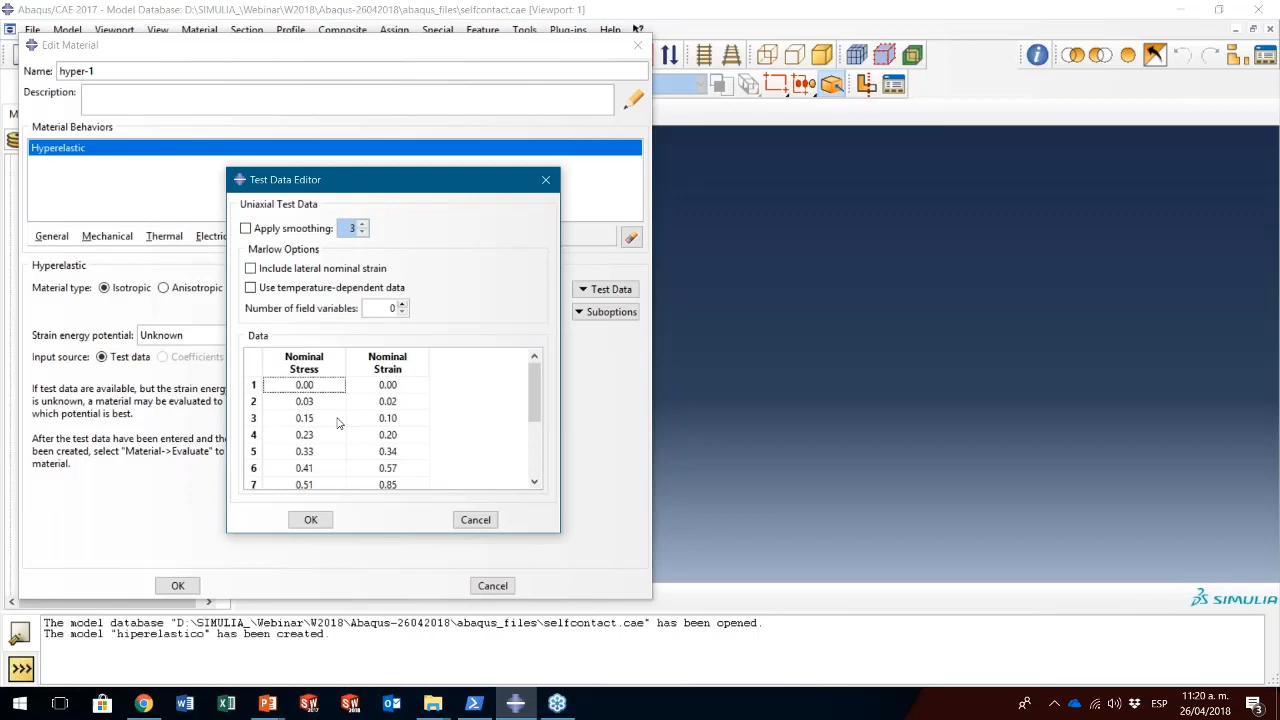 Abaqus/CAE 2017 - Model Database: D:\SIMULIA_\Webinar\W2018\Abaqus-26042018\abaqus_files\selfcontact.cae [Viewport: 1]
File Model Viewport View Material Section Profile Composite Assign Special Feature Tools Plug-ins Help
Edit Material
Name: hyper-1
Description:
Material Behaviors
Hyperelastic
General Mechanical Thermal Electric
Hyperelastic
Material type: Isotropic Anisotropic
Test Data
Suboptions
Strain energy potential: Unknown
Input source: Test data Coefficients
If test data are available, but the strain energ
is unknown, a material may be evaluated to
which potential is best.
After the test data have been entered and the
been created, select "Material->Evaluate" to
material.
OK Cancel
Test Data Editor
Uniaxial Test Data
Apply smoothing: 3
Marlow Options
Include lateral nominal strain
Use temperature-dependent data
Number of field variables: 0
Data
Nominal Stress Nominal Strain
1 0.00 0.00
2 0.03 0.02
3 0.15 0.10
4 0.23 0.20
5 0.33 0.34
6 0.41 0.57
7 0.51 0.85
OK Cancel
SIMULIA
The model database "D:\SIMULIA_\Webinar\W2018\Abaqus-26042018\abaqus_files\selfcontact.cae" has been opened.
The model "hiperelastico" has been created.
ESP
11:20 a. m.
26/04/2018
3